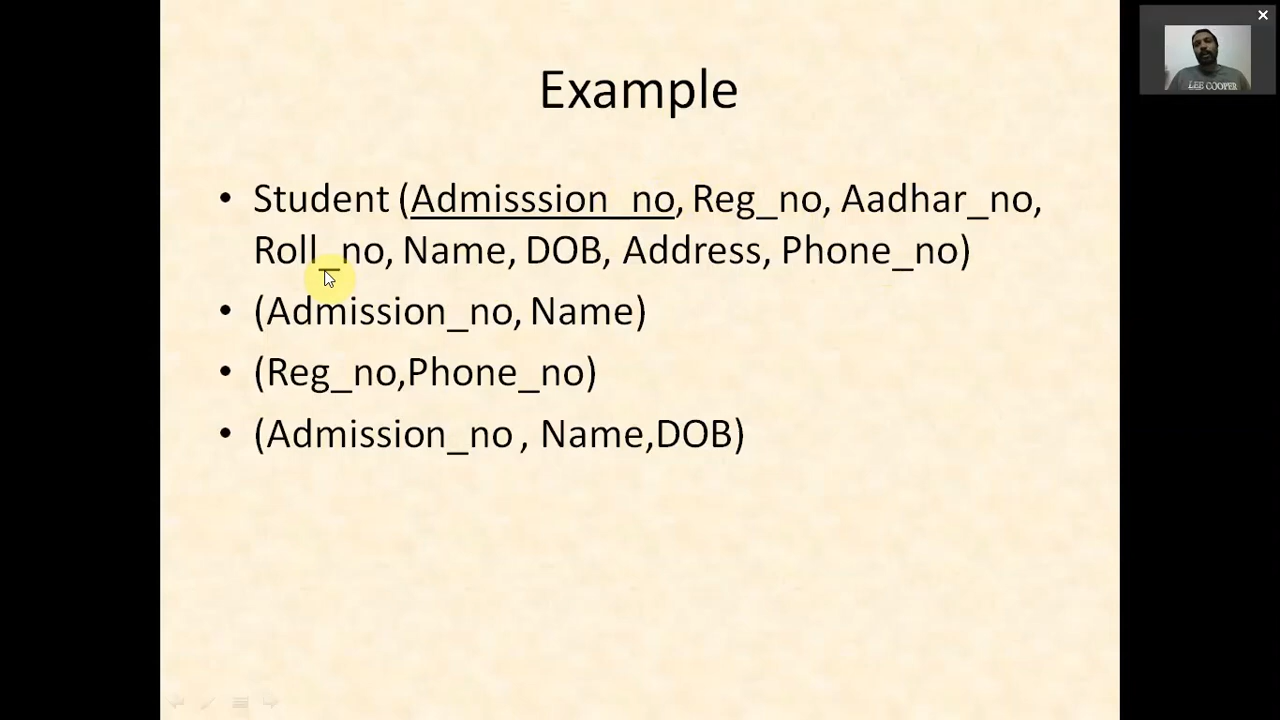 Example
• Student (Admisssion_no, Reg_no, Aadhar_no,
Roll_no, Name, DOB, Address, Phone_no)
• (Admission_no, Name)
• (Reg_no,Phone_no)
• (Admission_no , Name,DOB)
LEE COOPER